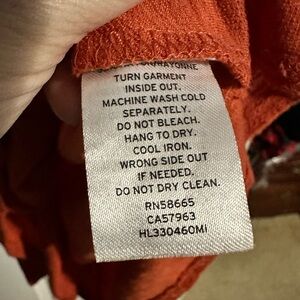 TURN GARMENT
INSIDE OUT.
MACHINE WASH COLD
SEPARATELY.
DO NOT BLEACH.
HANG TO DRY.
COOL IRON.
WRONG SIDE OUT
IF NEEDED.
DO NOT DRY CLEAN.
RN58665
CA57963
HL330460MI